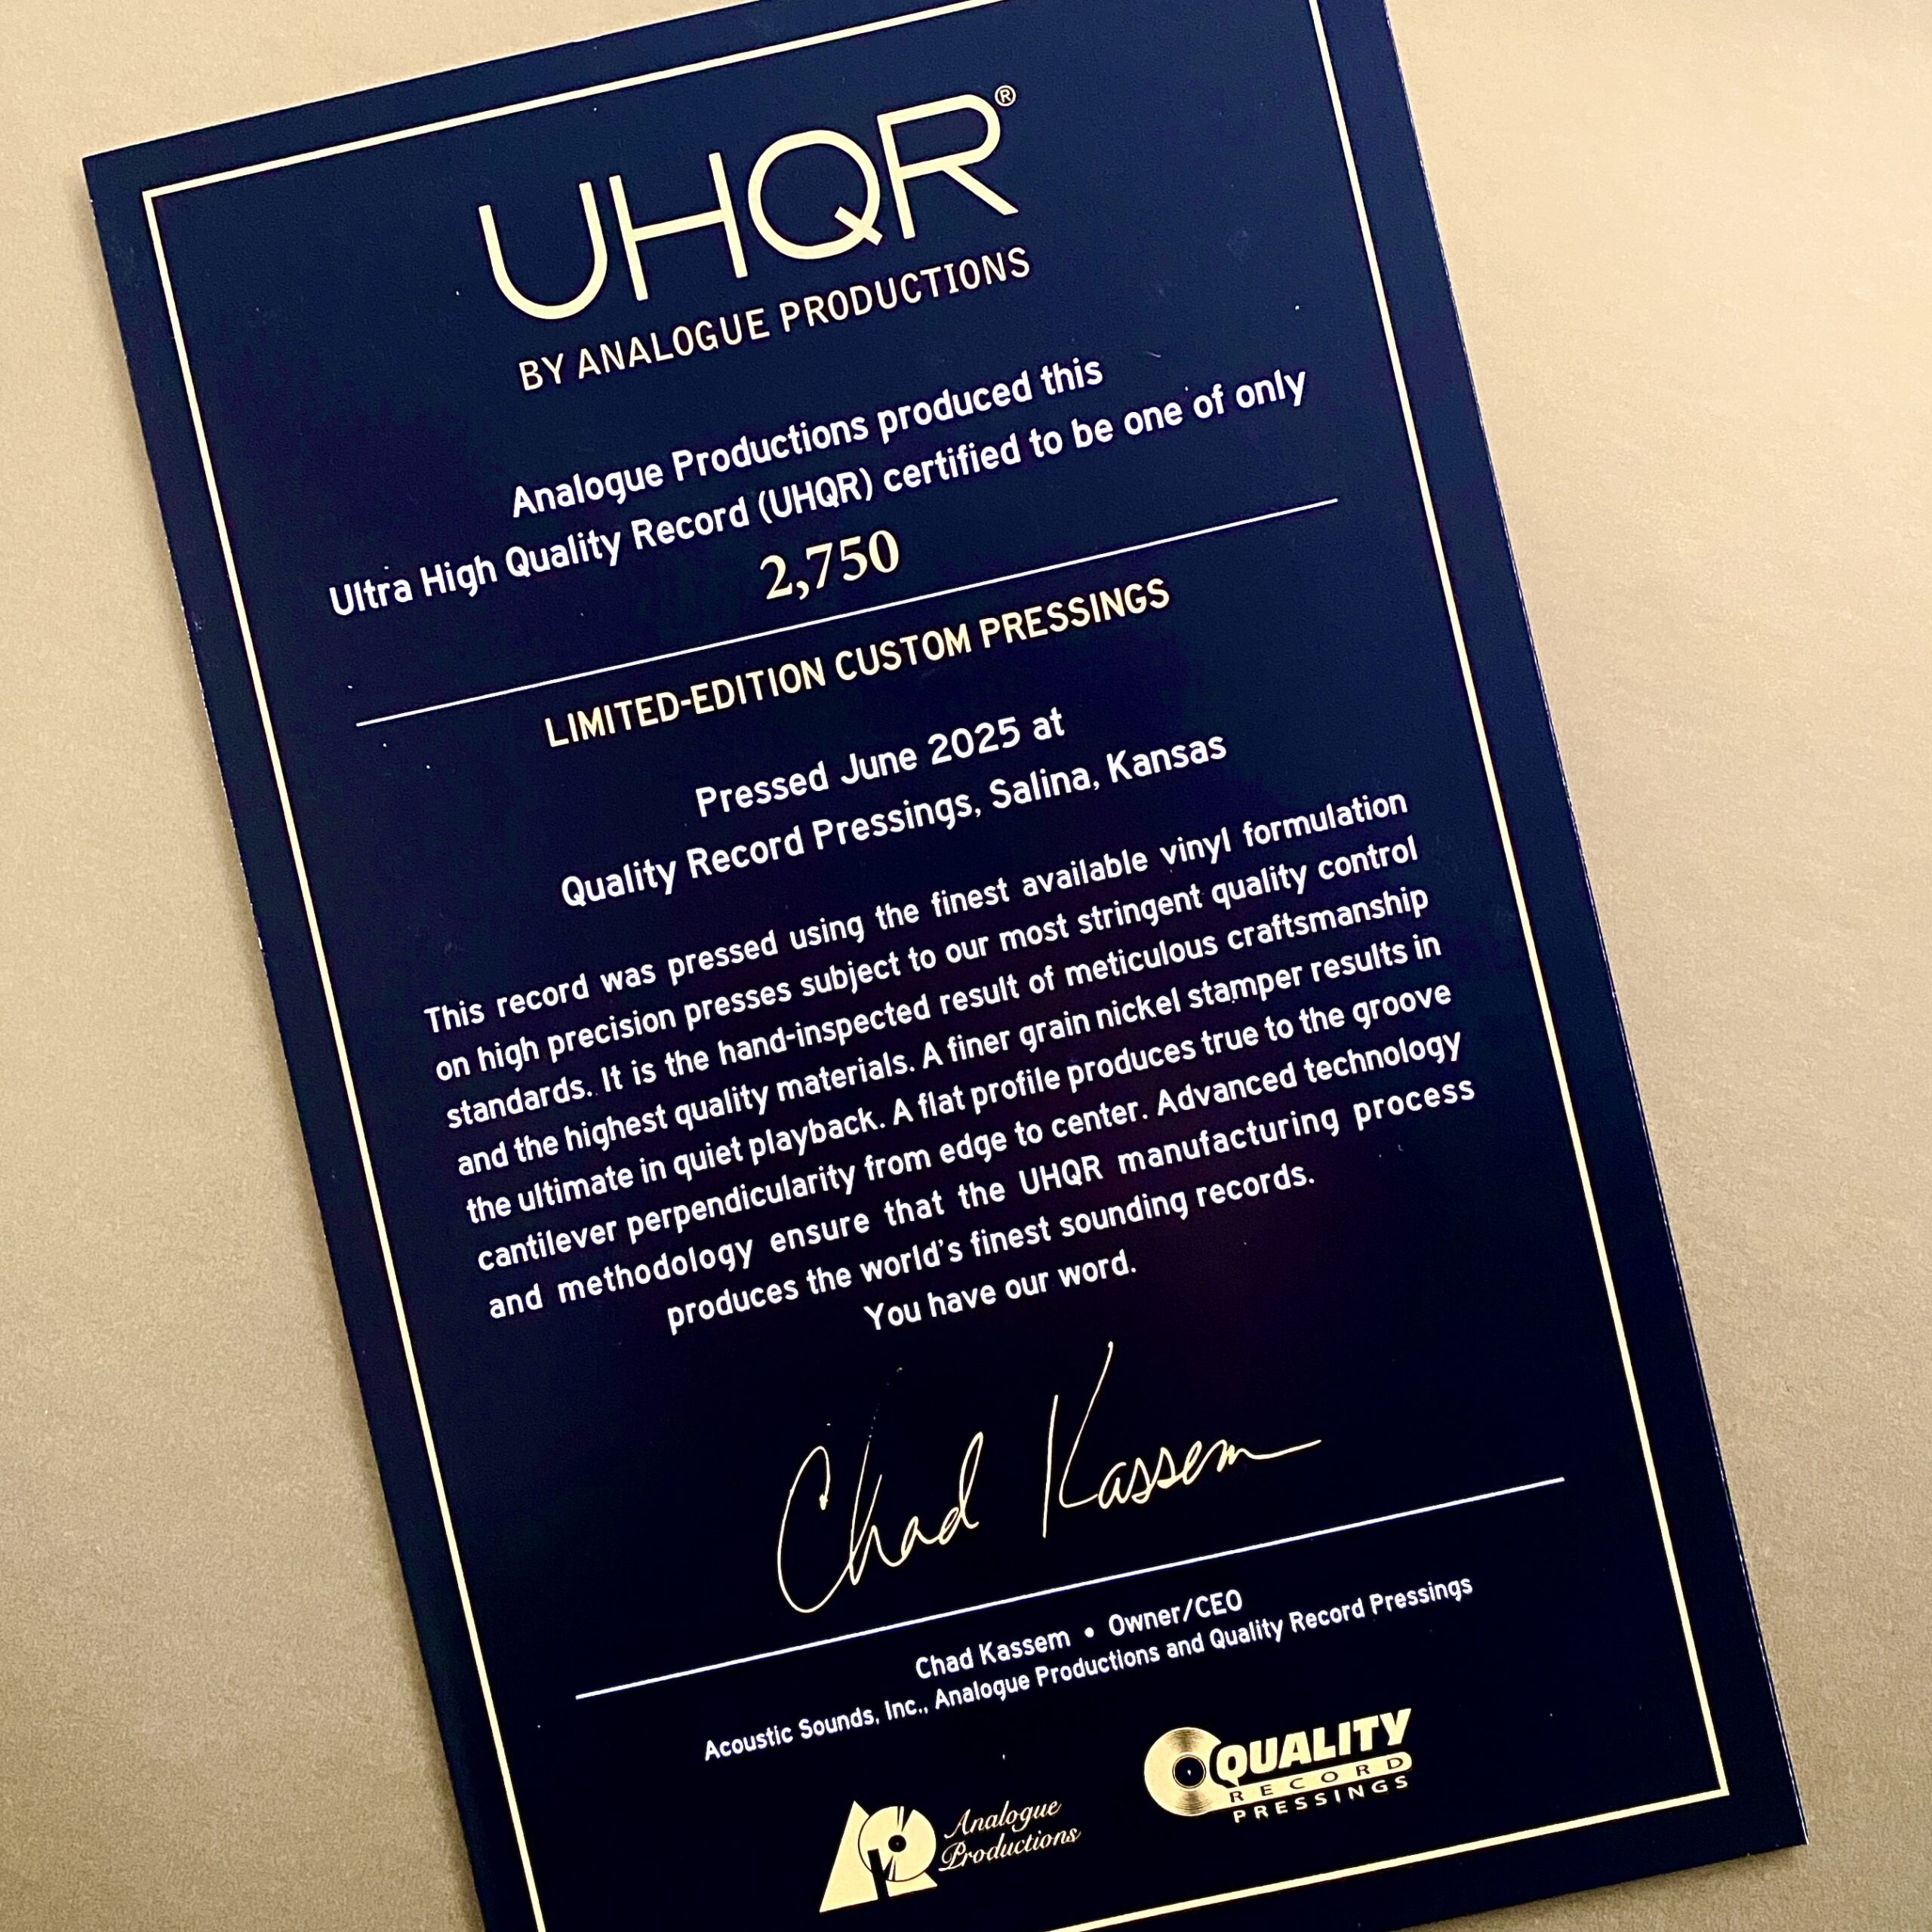 UHQR®
BY ANALOGUE PRODUCTIONS
Analogue Productions produced this
Ultra High Quality Record (UHQR) certified to be one of only
2,750
LIMITED-EDITION CUSTOM PRESSINGS
Pressed June 2025 at
Quality Record Pressings, Salina, Kansas
This record was pressed using the finest available vinyl formulation
on high precision presses subject to our most stringent quality control
standards. It is the hand-inspected result of meticulous craftsmanship
and the highest quality materials. A finer grain nickel stamper results in
the ultimate in quiet playback. A flat profile produces true to the groove
cantilever perpendicularity from edge to center. Advanced technology
and methodology ensure that the UHQR manufacturing process
produces the world's finest sounding records.
You have our word.
Chad Kassem
Chad Kassem • Owner/CEO
Acoustic Sounds, Inc., Analogue Productions and Quality Record Pressings
Analogue
Productions
QUALITY
RECORD
PRESSINGS